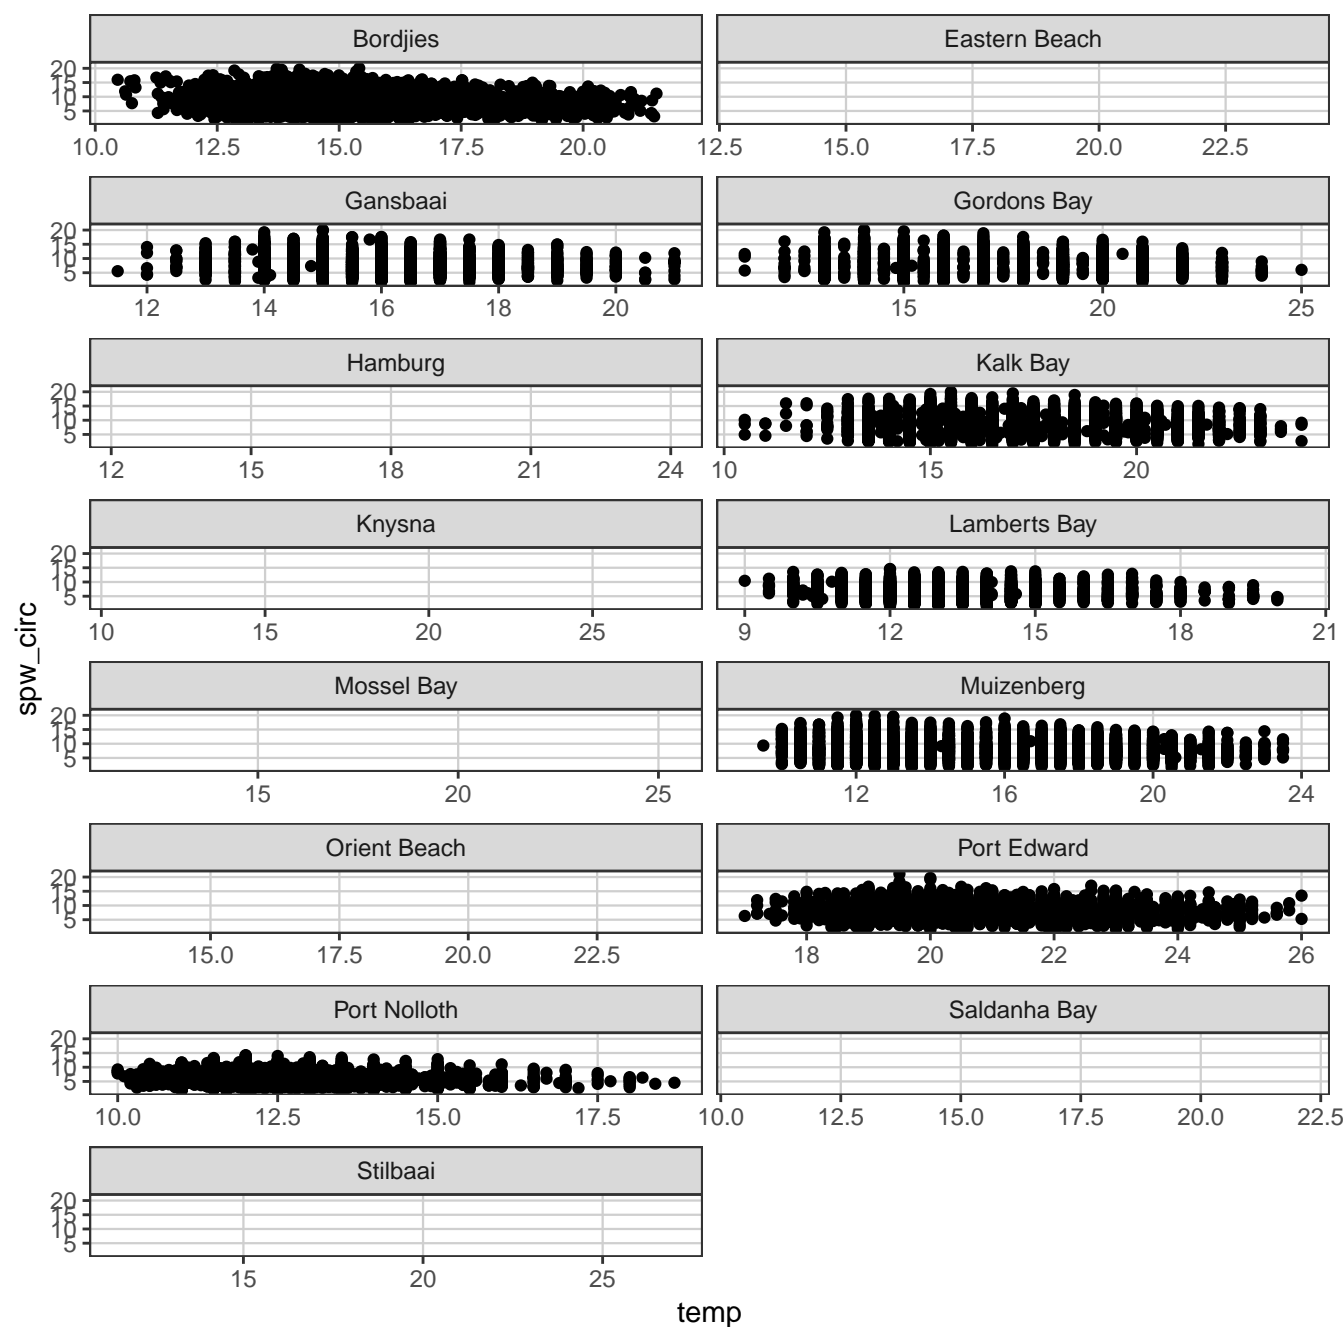 Bordjies
Eastern Beach
20
15
10
5
10.0 12.5 15.0 17.5 20.0
12.5 15.0 17.5 20.0 22.5
Gansbaai
Gordons Bay
20
15
10
5
12 14 16 18 20
15 20 25
Hamburg
Kalk Bay
20
15
10
5
12 15 18 21 24
10 15 20
Knysna
Lamberts Bay
20
15
10
5
10 15 20 25
9 12 15 18 21
Mossel Bay
Muizenberg
20
15
10
5
15 20 25
12 16 20 24
Orient Beach
Port Edward
20
15
10
5
15.0 17.5 20.0 22.5
18 20 22 24 26
Port Nolloth
Saldanha Bay
20
15
10
5
10.0 12.5 15.0 17.5
10.0 12.5 15.0 17.5 20.0 22.5
Stilbaai
20
15
10
5
15 20 25
spw_circ
temp